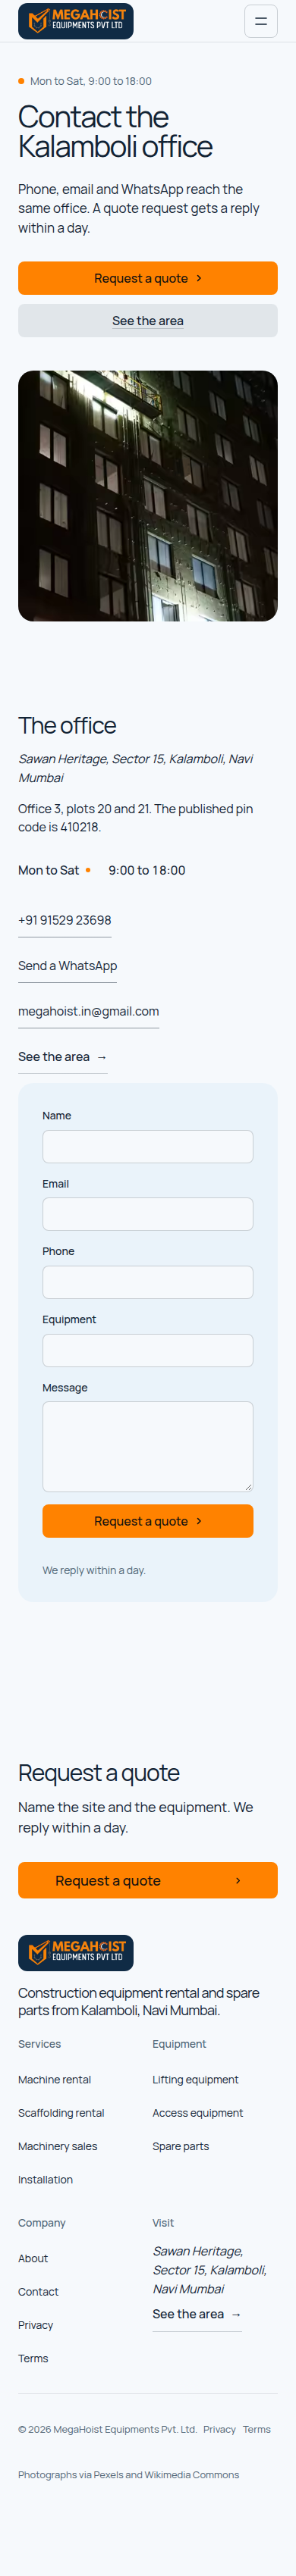 MEGAHOIST
EQUIPMENTS PVT LTD
Mon to Sat, 9:00 to 18:00
Contact the
Kalamboli office
Phone, email and WhatsApp reach the
same office. A quote request gets a reply
within a day.
Request a quote
See the area
The office
Sawan Heritage, Sector 15, Kalamboli, Navi
Mumbai
Office 3, plots 20 and 21. The published pin
code is 410218.
Mon to Sat 9:00 to 18:00
+91 91529 23698
Send a WhatsApp
megahoist.in@gmail.com
See the area →
Name
Email
Phone
Equipment
Message
Request a quote
We reply within a day.
Request a quote
Name the site and the equipment. We
reply within a day.
Request a quote
MEGAHOIST
EQUIPMENTS PVT LTD
Construction equipment rental and spare
parts from Kalamboli, Navi Mumbai.
Services
Machine rental
Scaffolding rental
Machinery sales
Installation
Equipment
Lifting equipment
Access equipment
Spare parts
Company
About
Contact
Privacy
Terms
Visit
Sawan Heritage,
Sector 15, Kalamboli,
Navi Mumbai
See the area →
© 2026 MegaHoist Equipments Pvt. Ltd. Privacy Terms
Photographs via Pexels and Wikimedia Commons